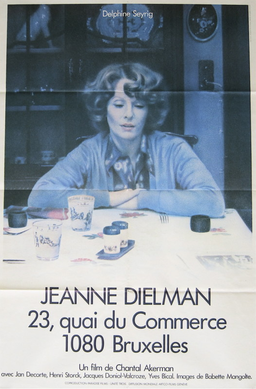 Delphine Seyrig
JEANNE DIELMAN
23, quai du Commerce
1080 Bruxelles
Un film de Chantal Akerman
avec Jan Decorte, Henri Storck, Jacques Doniol-Valcroze, Yves Bical. Images de Babette Mangolte.